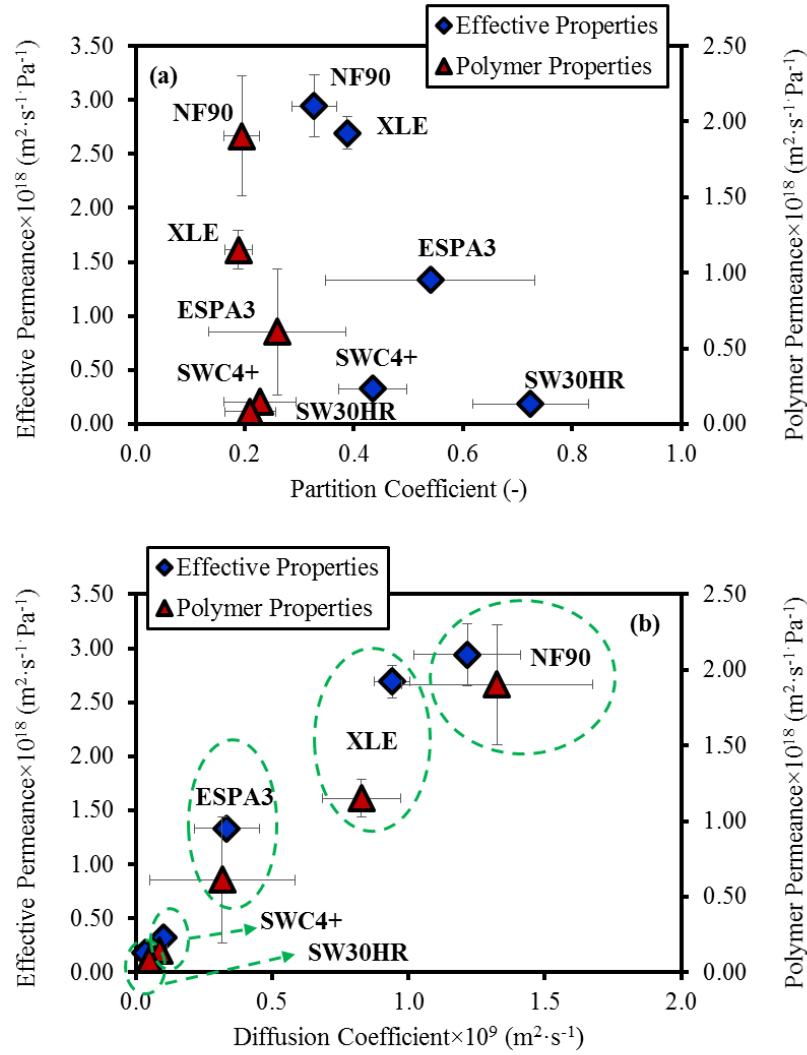 Effective Properties
Polymer Properties
(a)
3.50
3.00
2.50
2.00
1.50
1.00
0.50
0.00
Effective Permeance×10¹⁸ (m²·s⁻¹·Pa⁻¹)
2.50
2.00
1.50
1.00
0.50
0.00
Polymer Permeance×10¹⁸ (m²·s⁻¹·Pa⁻¹)
NF90
NF90
XLE
XLE
ESPA3
ESPA3
SWC4+
SWC4+
SW30HR
SW30HR
0.0 0.2 0.4 0.6 0.8 1.0
Partition Coefficient (-)
Effective Properties
Polymer Properties
(b)
3.50
3.00
2.50
2.00
1.50
1.00
0.50
0.00
Effective Permeance×10¹⁸ (m²·s⁻¹·Pa⁻¹)
2.50
2.00
1.50
1.00
0.50
0.00
Polymer Permeance×10¹⁸ (m²·s⁻¹·Pa⁻¹)
NF90
XLE
ESPA3
SWC4+
SW30HR
0.0 0.5 1.0 1.5 2.0
Diffusion Coefficient×10⁹ (m²·s⁻¹)